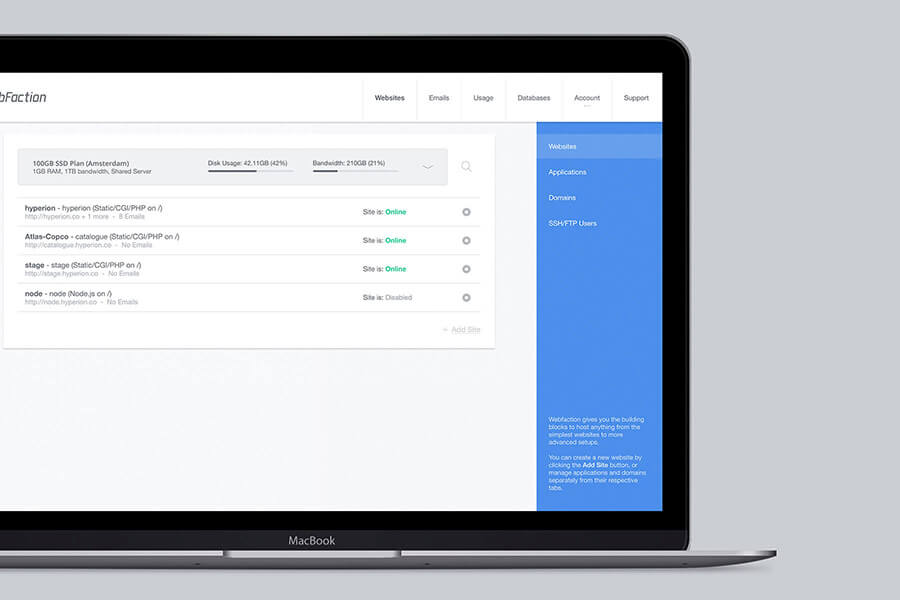 bFaction
Websites Emails Usage Databases Account Support
100GB SSD Plan (Amsterdam)
1GB RAM, 1TB bandwidth, Shared Server
Disk Usage: 42.11GB (42%)
Bandwidth: 210GB (21%)
hyperion - hyperion (Static/CGI/PHP on /)
http://hyperion.co + 1 more - 8 Emails
Site is: Online
Atlas-Copco - catalogue (Static/CGI/PHP on /)
http://catalogue.hyperion.co - No Emails
Site is: Online
stage - stage (Static/CGI/PHP on /)
http://stage.hyperion.co - No Emails
Site is: Online
node - node (Node.js on /)
http://node.hyperion.co - No Emails
Site is: Disabled
+ Add Site
Websites
Applications
Domains
SSH/FTP Users
Webfaction gives you the building
blocks to host anything from the
simplest websites to more
advanced setups.
You can create a new website by
clicking the Add Site button, or
manage applications and domains
separately from their respective
tabs.
MacBook